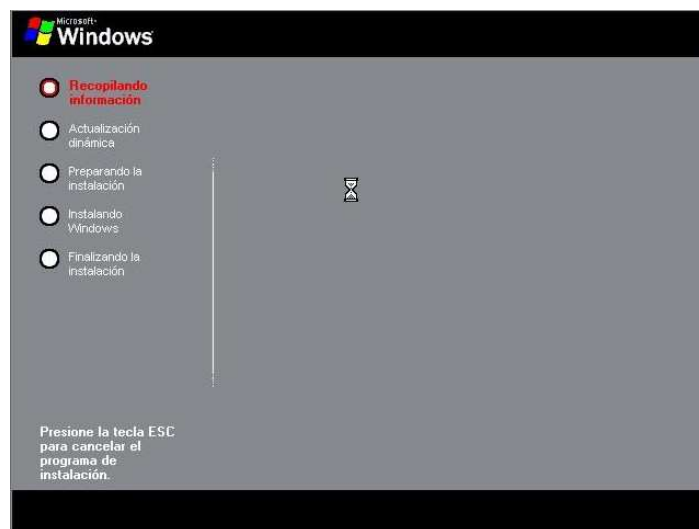 Microsoft
Windows
Recopilando
información
Actualización
dinámica
Preparando la
instalación
Instalando
Windows
Finalizando la
instalación
Presione la tecla ESC
para cancelar el
programa de
instalación.